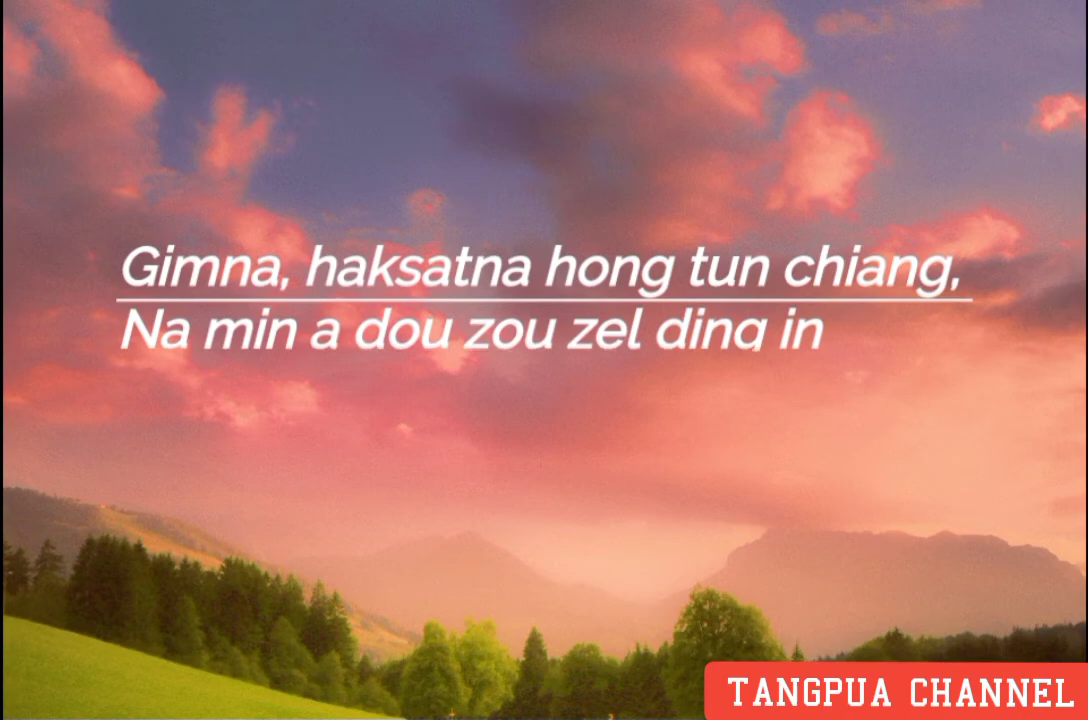 Gimna, haksatna hong tun chiang,
Na min a dou zou zel ding in
TANGPUA CHANNEL